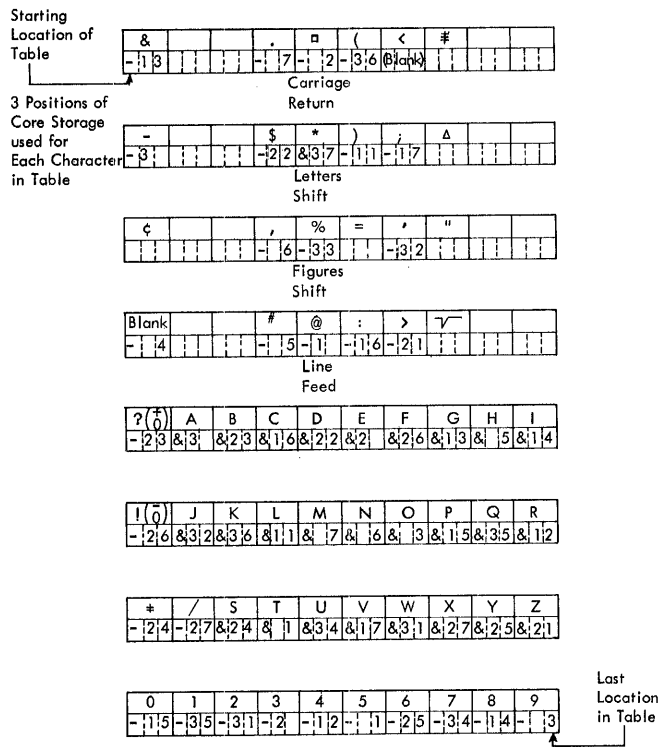 Starting
Location of
Table
3 Positions of
Core Storage
used for
Each Character
in Table
& . ¤ ( < ⧧
-13 - 7 - 2 -36 (Blank)
Carriage
Return
- $ * ) ; Δ
-3 -22 &37 -11 -17
Letters
Shift
¢ , % = ' "
- 6 -33 -32
Figures
Shift
Blank # @ : > √
- 4 - 5 -1 -16 -21
Line
Feed
?(+0) A B C D E F G H I
-23 &3 &23 &16 &22 &2 &26 &13 & 5 &14
!(-0) J K L M N O P Q R
-26 &32 &36 &11 & 7 & 6 & 3 &15 &35 &12
ǂ / S T U V W X Y Z
-24 -27 &24 & 1 &34 &17 &31 &27 &25 &21
0 1 2 3 4 5 6 7 8 9
-15 -35 -31 -2 -12 - 1 -25 -34 -14 - 3
Last
Location
in Table